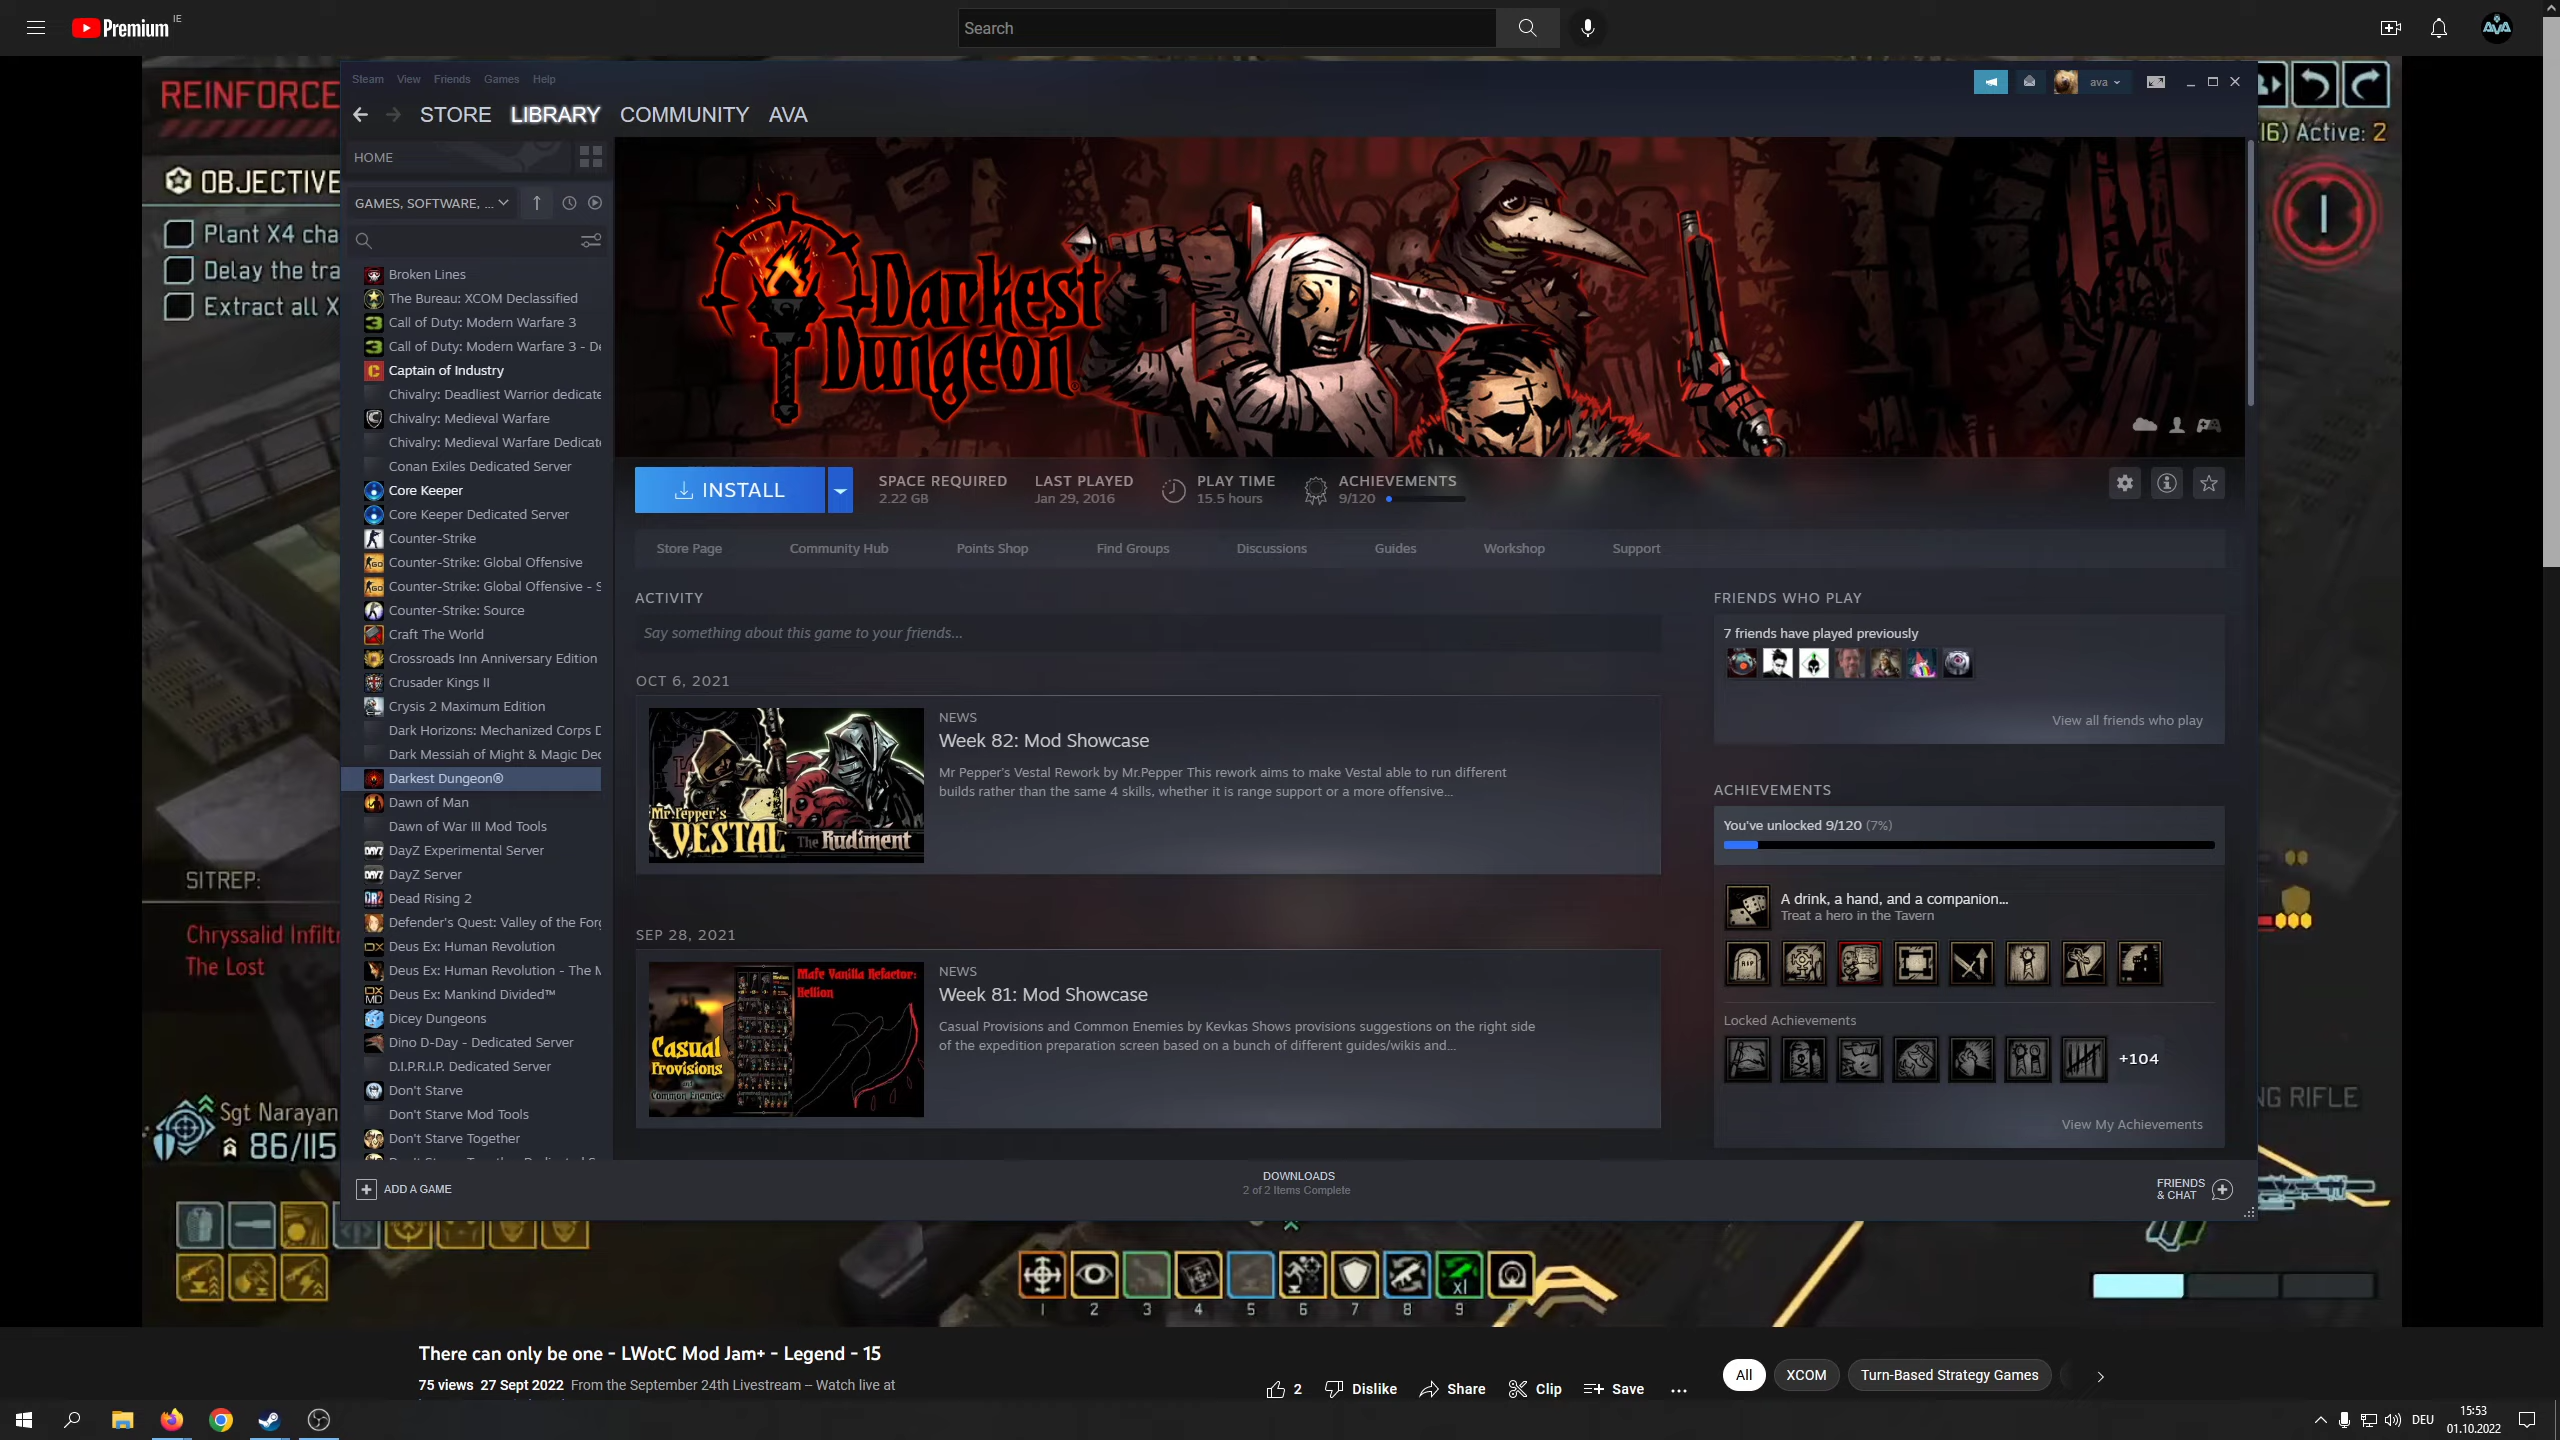 Premium IE
Search
REINFORCE
OBJECTIVE
Plant X4 cha
Delay the tra
Extract all X
SITREP:
Chryssalid Infiltr
The Lost
Sgt Narayan
86/115
16) Active: 2
NG RIFLE
Steam View Friends Games Help
ava
STORE LIBRARY COMMUNITY AVA
HOME
GAMES, SOFTWARE, ...
Broken Lines
The Bureau: XCOM Declassified
Call of Duty: Modern Warfare 3
Call of Duty: Modern Warfare 3 - De
Captain of Industry
Chivalry: Deadliest Warrior dedicate
Chivalry: Medieval Warfare
Chivalry: Medieval Warfare Dedicate
Conan Exiles Dedicated Server
Core Keeper
Core Keeper Dedicated Server
Counter-Strike
Counter-Strike: Global Offensive
Counter-Strike: Global Offensive - S
Counter-Strike: Source
Craft The World
Crossroads Inn Anniversary Edition
Crusader Kings II
Crysis 2 Maximum Edition
Dark Horizons: Mechanized Corps D
Dark Messiah of Might & Magic Dec
Darkest Dungeon®
Dawn of Man
Dawn of War III Mod Tools
DayZ Experimental Server
DayZ Server
Dead Rising 2
Defender's Quest: Valley of the Forg
Deus Ex: Human Revolution
Deus Ex: Human Revolution - The M
Deus Ex: Mankind Divided™
Dicey Dungeons
Dino D-Day - Dedicated Server
D.I.P.R.I.P. Dedicated Server
Don't Starve
Don't Starve Mod Tools
Don't Starve Together
ADD A GAME
Darkest
Dungeon
INSTALL
SPACE REQUIRED
2.22 GB
LAST PLAYED
Jan 29, 2016
PLAY TIME
15.5 hours
ACHIEVEMENTS
9/120
Store Page Community Hub Points Shop Find Groups Discussions Guides Workshop Support
ACTIVITY
Say something about this game to your friends...
OCT 6, 2021
Mr.Pepper's
VESTAL
The Rudiment
NEWS
Week 82: Mod Showcase
Mr Pepper's Vestal Rework by Mr.Pepper This rework aims to make Vestal able to run different
builds rather than the same 4 skills, whether it is range support or a more offensive...
SEP 28, 2021
Casual
Provisions
and
Common Enemies
Mafe Vanilla Refactor:
Hellion
NEWS
Week 81: Mod Showcase
Casual Provisions and Common Enemies by Kevkas Shows provisions suggestions on the right side
of the expedition preparation screen based on a bunch of different guides/wikis and...
FRIENDS WHO PLAY
7 friends have played previously
View all friends who play
ACHIEVEMENTS
You've unlocked 9/120 (7%)
A drink, a hand, and a companion...
Treat a hero in the Tavern
Locked Achievements
+104
View My Achievements
DOWNLOADS
2 of 2 Items Complete
FRIENDS
& CHAT
x1
1 2 3 4 5 6 7 8 9
There can only be one - LWotC Mod Jam+ - Legend - 15
75 views 27 Sept 2022 From the September 24th Livestream – Watch live at
2 Dislike Share Clip Save ...
All XCOM Turn-Based Strategy Games
DEU
15:53
01.10.2022